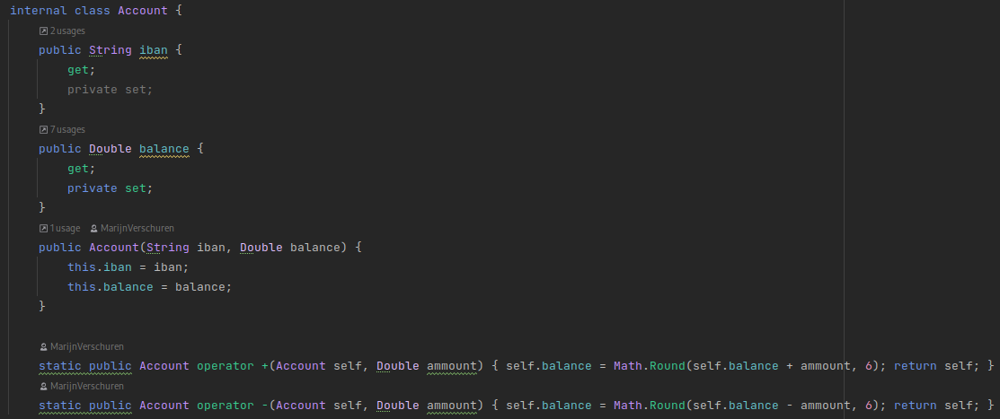 internal class Account {
2 usages
public String iban {
get;
private set;
}
7 usages
public Double balance {
get;
private set;
}
1 usage MarijnVerschuren
public Account(String iban, Double balance) {
this.iban = iban;
this.balance = balance;
}
MarijnVerschuren
static public Account operator +(Account self, Double ammount) { self.balance = Math.Round(self.balance + ammount, 6); return self; }
MarijnVerschuren
static public Account operator -(Account self, Double ammount) { self.balance = Math.Round(self.balance - ammount, 6); return self; }